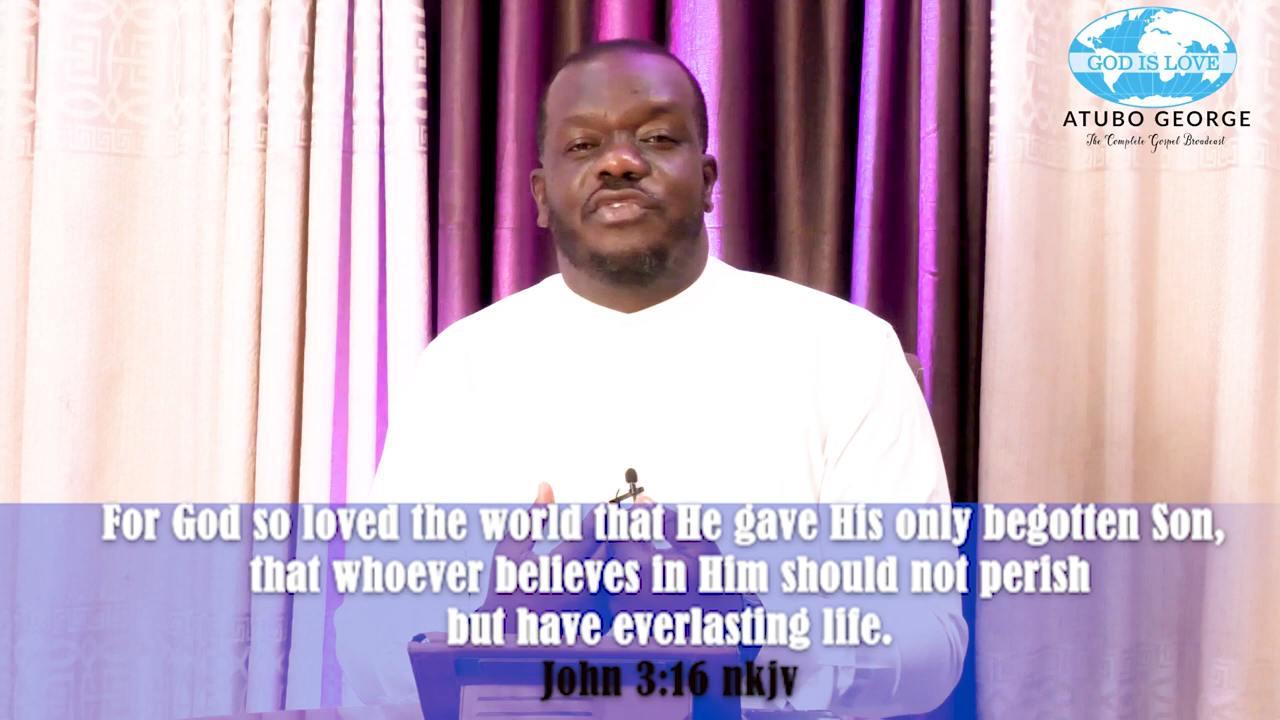 GOD IS LOVE
ATUBO GEORGE
The Complete Gospel Broadcast
For God so loved the world that He gave His only begotten Son,
that whoever believes in Him should not perish
but have everlasting life.
John 3:16 nkjv